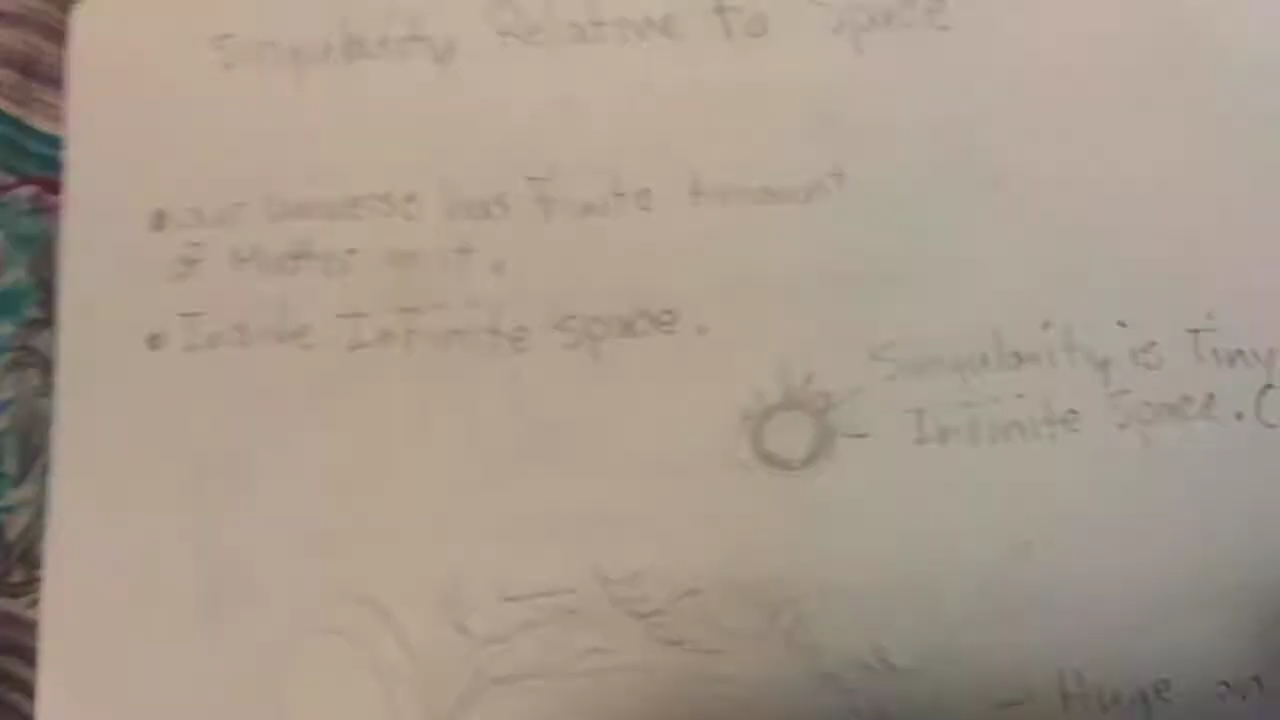 Singularity Relative To Space
• Our universe has Finite Amount
of Matter in it.
• Inside Infinite Space.
Singularity is Tiny
Infinite Space. C
- Huge